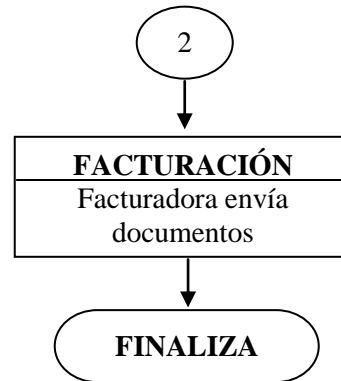 2
FACTURACIÓN
Facturadora envía
documentos
FINALIZA